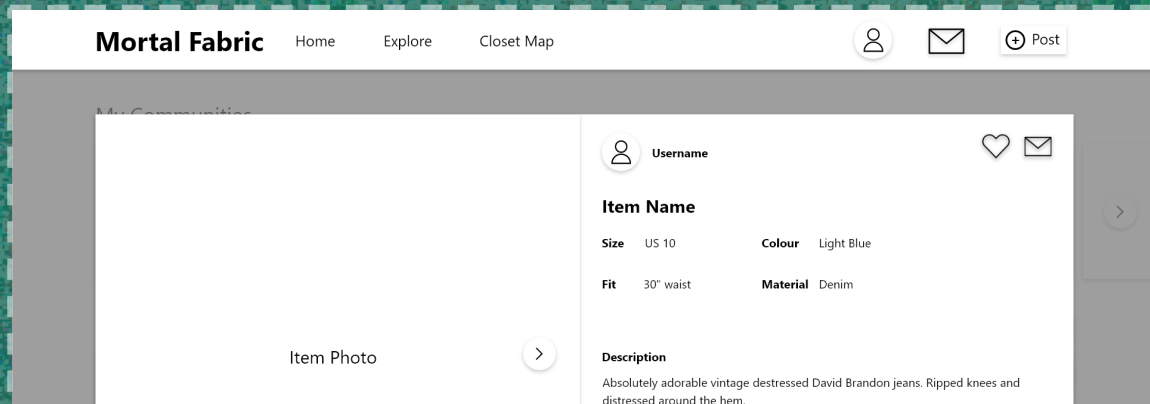 Mortal Fabric Home Explore Closet Map Post
My Communities
Username
Item Name
Size US 10 Colour Light Blue
Fit 30" waist Material Denim
Item Photo
Description
Absolutely adorable vintage destressed David Brandon jeans. Ripped knees and
distressed around the hem.